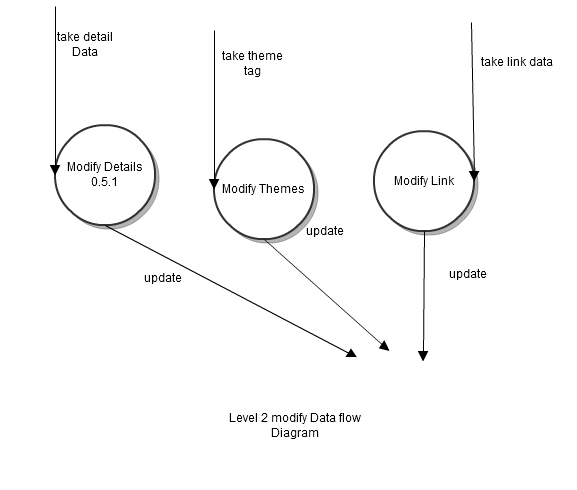 take detail
Data
take theme
tag
take link data
Modify Details
0.5.1
Modify Themes
Modify Link
update
update
update
Level 2 modify Data flow
Diagram